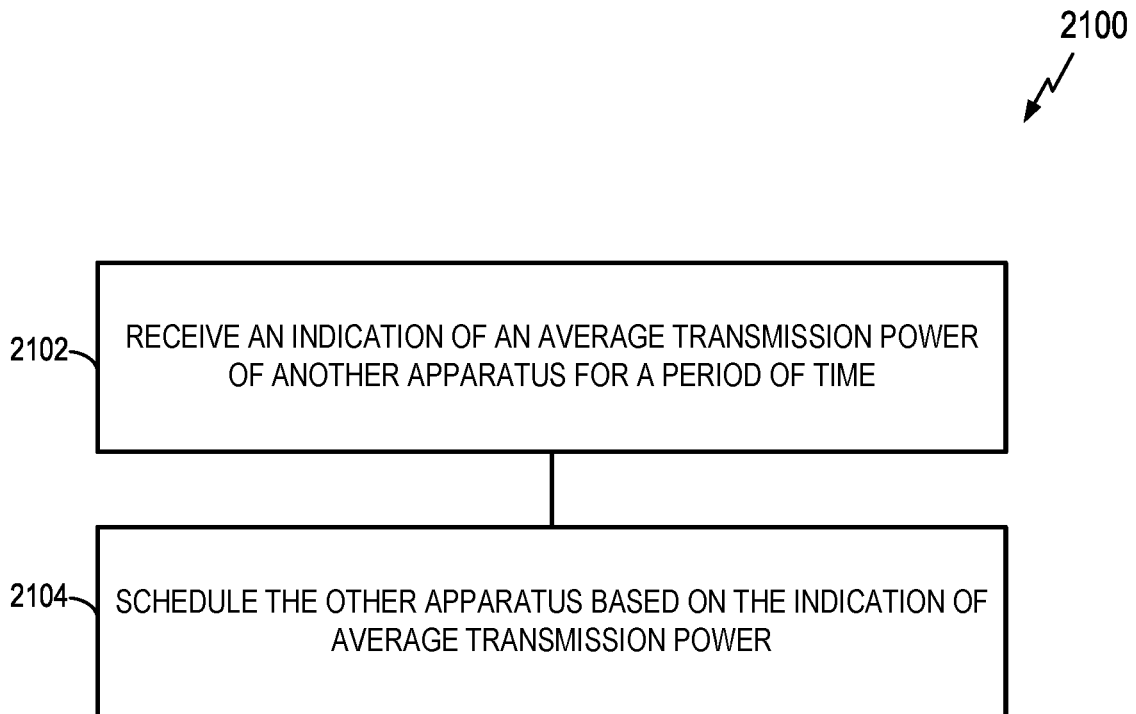 2100
2102
RECEIVE AN INDICATION OF AN AVERAGE TRANSMISSION POWER
OF ANOTHER APPARATUS FOR A PERIOD OF TIME
2104
SCHEDULE THE OTHER APPARATUS BASED ON THE INDICATION OF
AVERAGE TRANSMISSION POWER